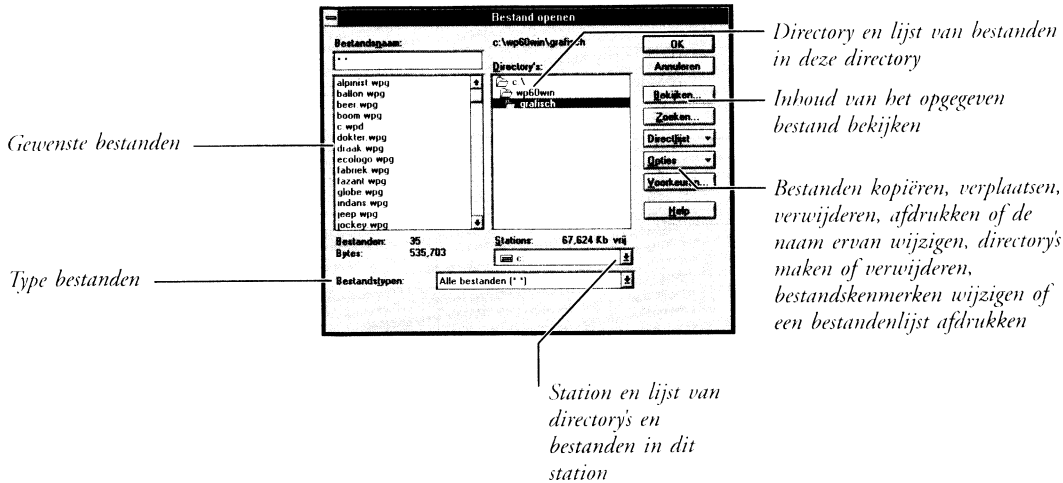 Bestand openen
Bestandsnaam:
*.*
c:\wp60win\grafisch
Directory's:
alpinist wpg
ballon wpg
beer wpg
boom wpg
c wpd
dokter wpg
draak wpg
ecologo wpg
fabriek wpg
fazant wpg
globe wpg
indans wpg
jeep wpg
jockey wpg
c \
wp60win
grafisch
OK
Annuleren
Bekijken...
Zoeken...
Directlijst
Opties
Voorkeuren...
Help
Bestanden: 35
Bytes: 535,703
Stations: 67,624 Kb vrij
c
Bestandstypen: Alle bestanden (* *)
Gewenste bestanden
Type bestanden
Directory en lijst van bestanden
in deze directory
Inhoud van het opgegeven
bestand bekijken
Bestanden kopiëren, verplaatsen,
verwijderen, afdrukken of de
naam ervan wijzigen, directory's
maken of verwijderen,
bestandskenmerken wijzigen of
een bestandenlijst afdrukken
Station en lijst van
directory's en
bestanden in dit
station